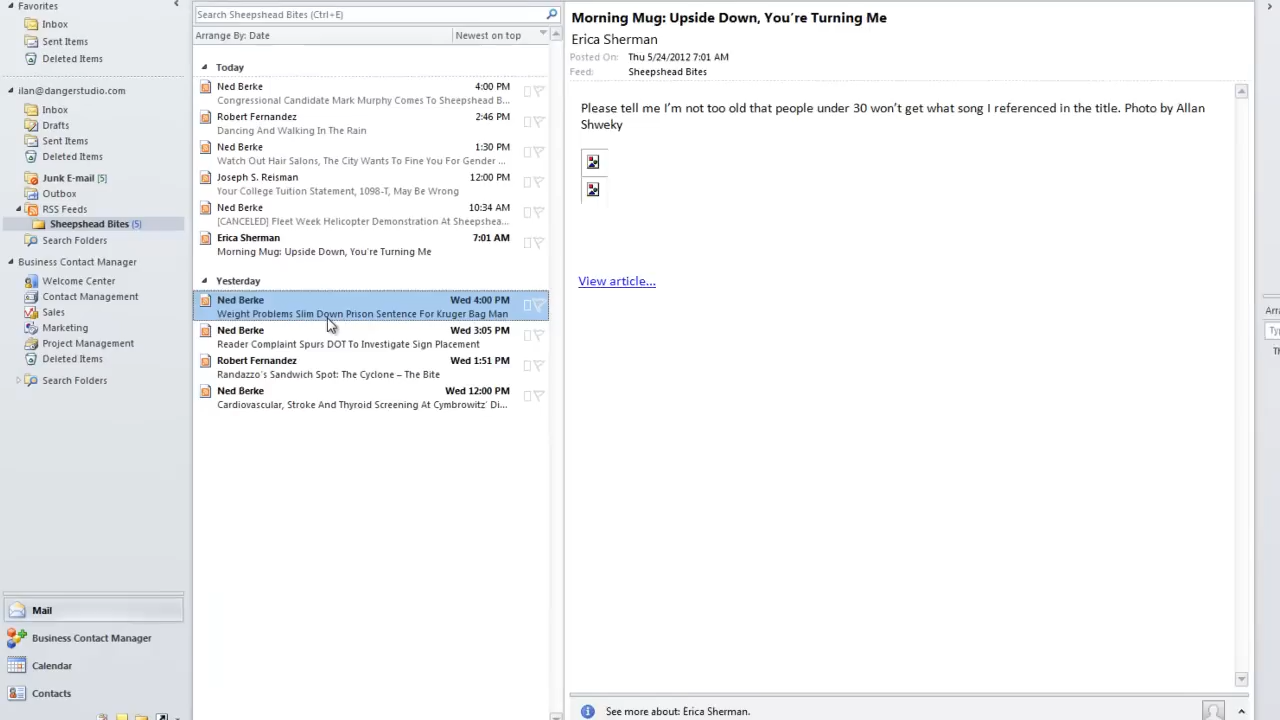 Favorites
Inbox
Sent Items
Deleted Items
ilan@dangerstudio.com
Inbox
Drafts
Sent Items
Deleted Items
Junk E-mail [5]
Outbox
RSS Feeds
Sheepshead Bites (5)
Search Folders
Business Contact Manager
Welcome Center
Contact Management
Sales
Marketing
Project Management
Deleted Items
Search Folders
Mail
Business Contact Manager
Calendar
Contacts
Search Sheepshead Bites (Ctrl+E)
Arrange By: Date Newest on top
Today
Ned Berke 4:00 PM
Congressional Candidate Mark Murphy Comes To Sheepshead B...
Robert Fernandez 2:46 PM
Dancing And Walking In The Rain
Ned Berke 1:30 PM
Watch Out Hair Salons, The City Wants To Fine You For Gender ...
Joseph S. Reisman 12:00 PM
Your College Tuition Statement, 1098-T, May Be Wrong
Ned Berke 10:34 AM
[CANCELED] Fleet Week Helicopter Demonstration At Sheepshea...
Erica Sherman 7:01 AM
Morning Mug: Upside Down, You're Turning Me
Yesterday
Ned Berke Wed 4:00 PM
Weight Problems Slim Down Prison Sentence For Kruger Bag Man
Ned Berke Wed 3:05 PM
Reader Complaint Spurs DOT To Investigate Sign Placement
Robert Fernandez Wed 1:51 PM
Randazzo's Sandwich Spot: The Cyclone – The Bite
Ned Berke Wed 12:00 PM
Cardiovascular, Stroke And Thyroid Screening At Cymbrowitz' Di...
Morning Mug: Upside Down, You're Turning Me
Erica Sherman
Posted On: Thu 5/24/2012 7:01 AM
Feed: Sheepshead Bites
Please tell me I'm not too old that people under 30 won't get what song I referenced in the title. Photo by Allan
Shweky
View article...
See more about: Erica Sherman.